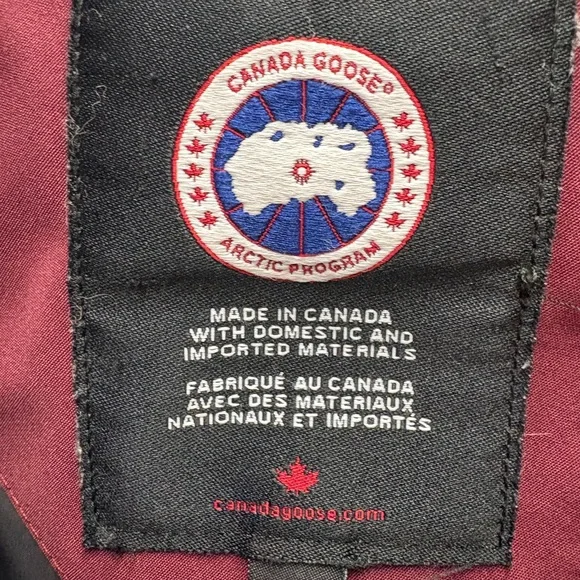 CANADA GOOSE®
ARCTIC PROGRAM
MADE IN CANADA
WITH DOMESTIC AND
IMPORTED MATERIALS
FABRIQUÉ AU CANADA
AVEC DES MATERIAUX
NATIONAUX ET IMPORTÉS
canadagoose.com